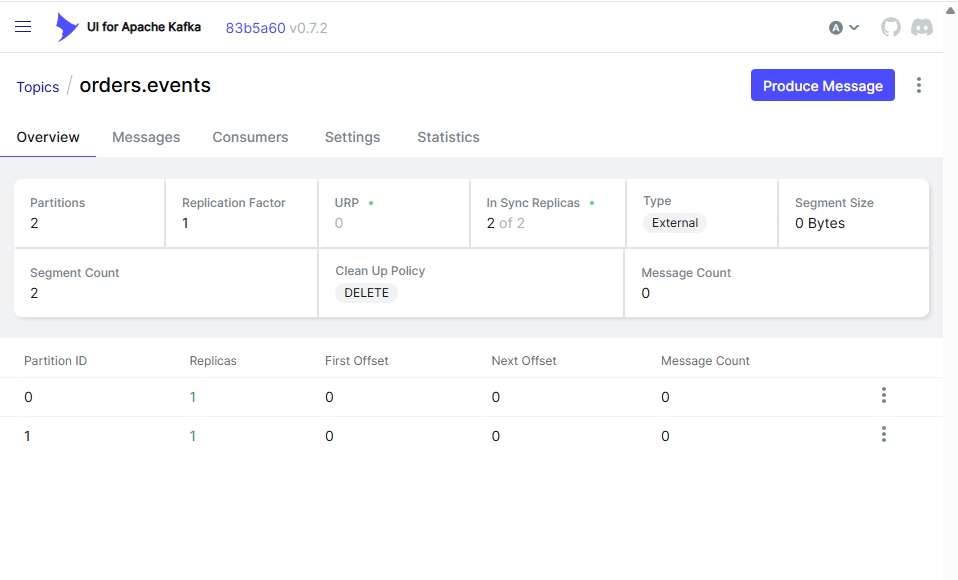 UI for Apache Kafka 83b5a60 v0.7.2 A
Topics / orders.events Produce Message
Overview Messages Consumers Settings Statistics
Partitions Replication Factor URP In Sync Replicas Type Segment Size
2 1 0 2 of 2 External 0 Bytes
Segment Count Clean Up Policy Message Count
2 DELETE 0
Partition ID Replicas First Offset Next Offset Message Count
0 1 0 0 0
1 1 0 0 0